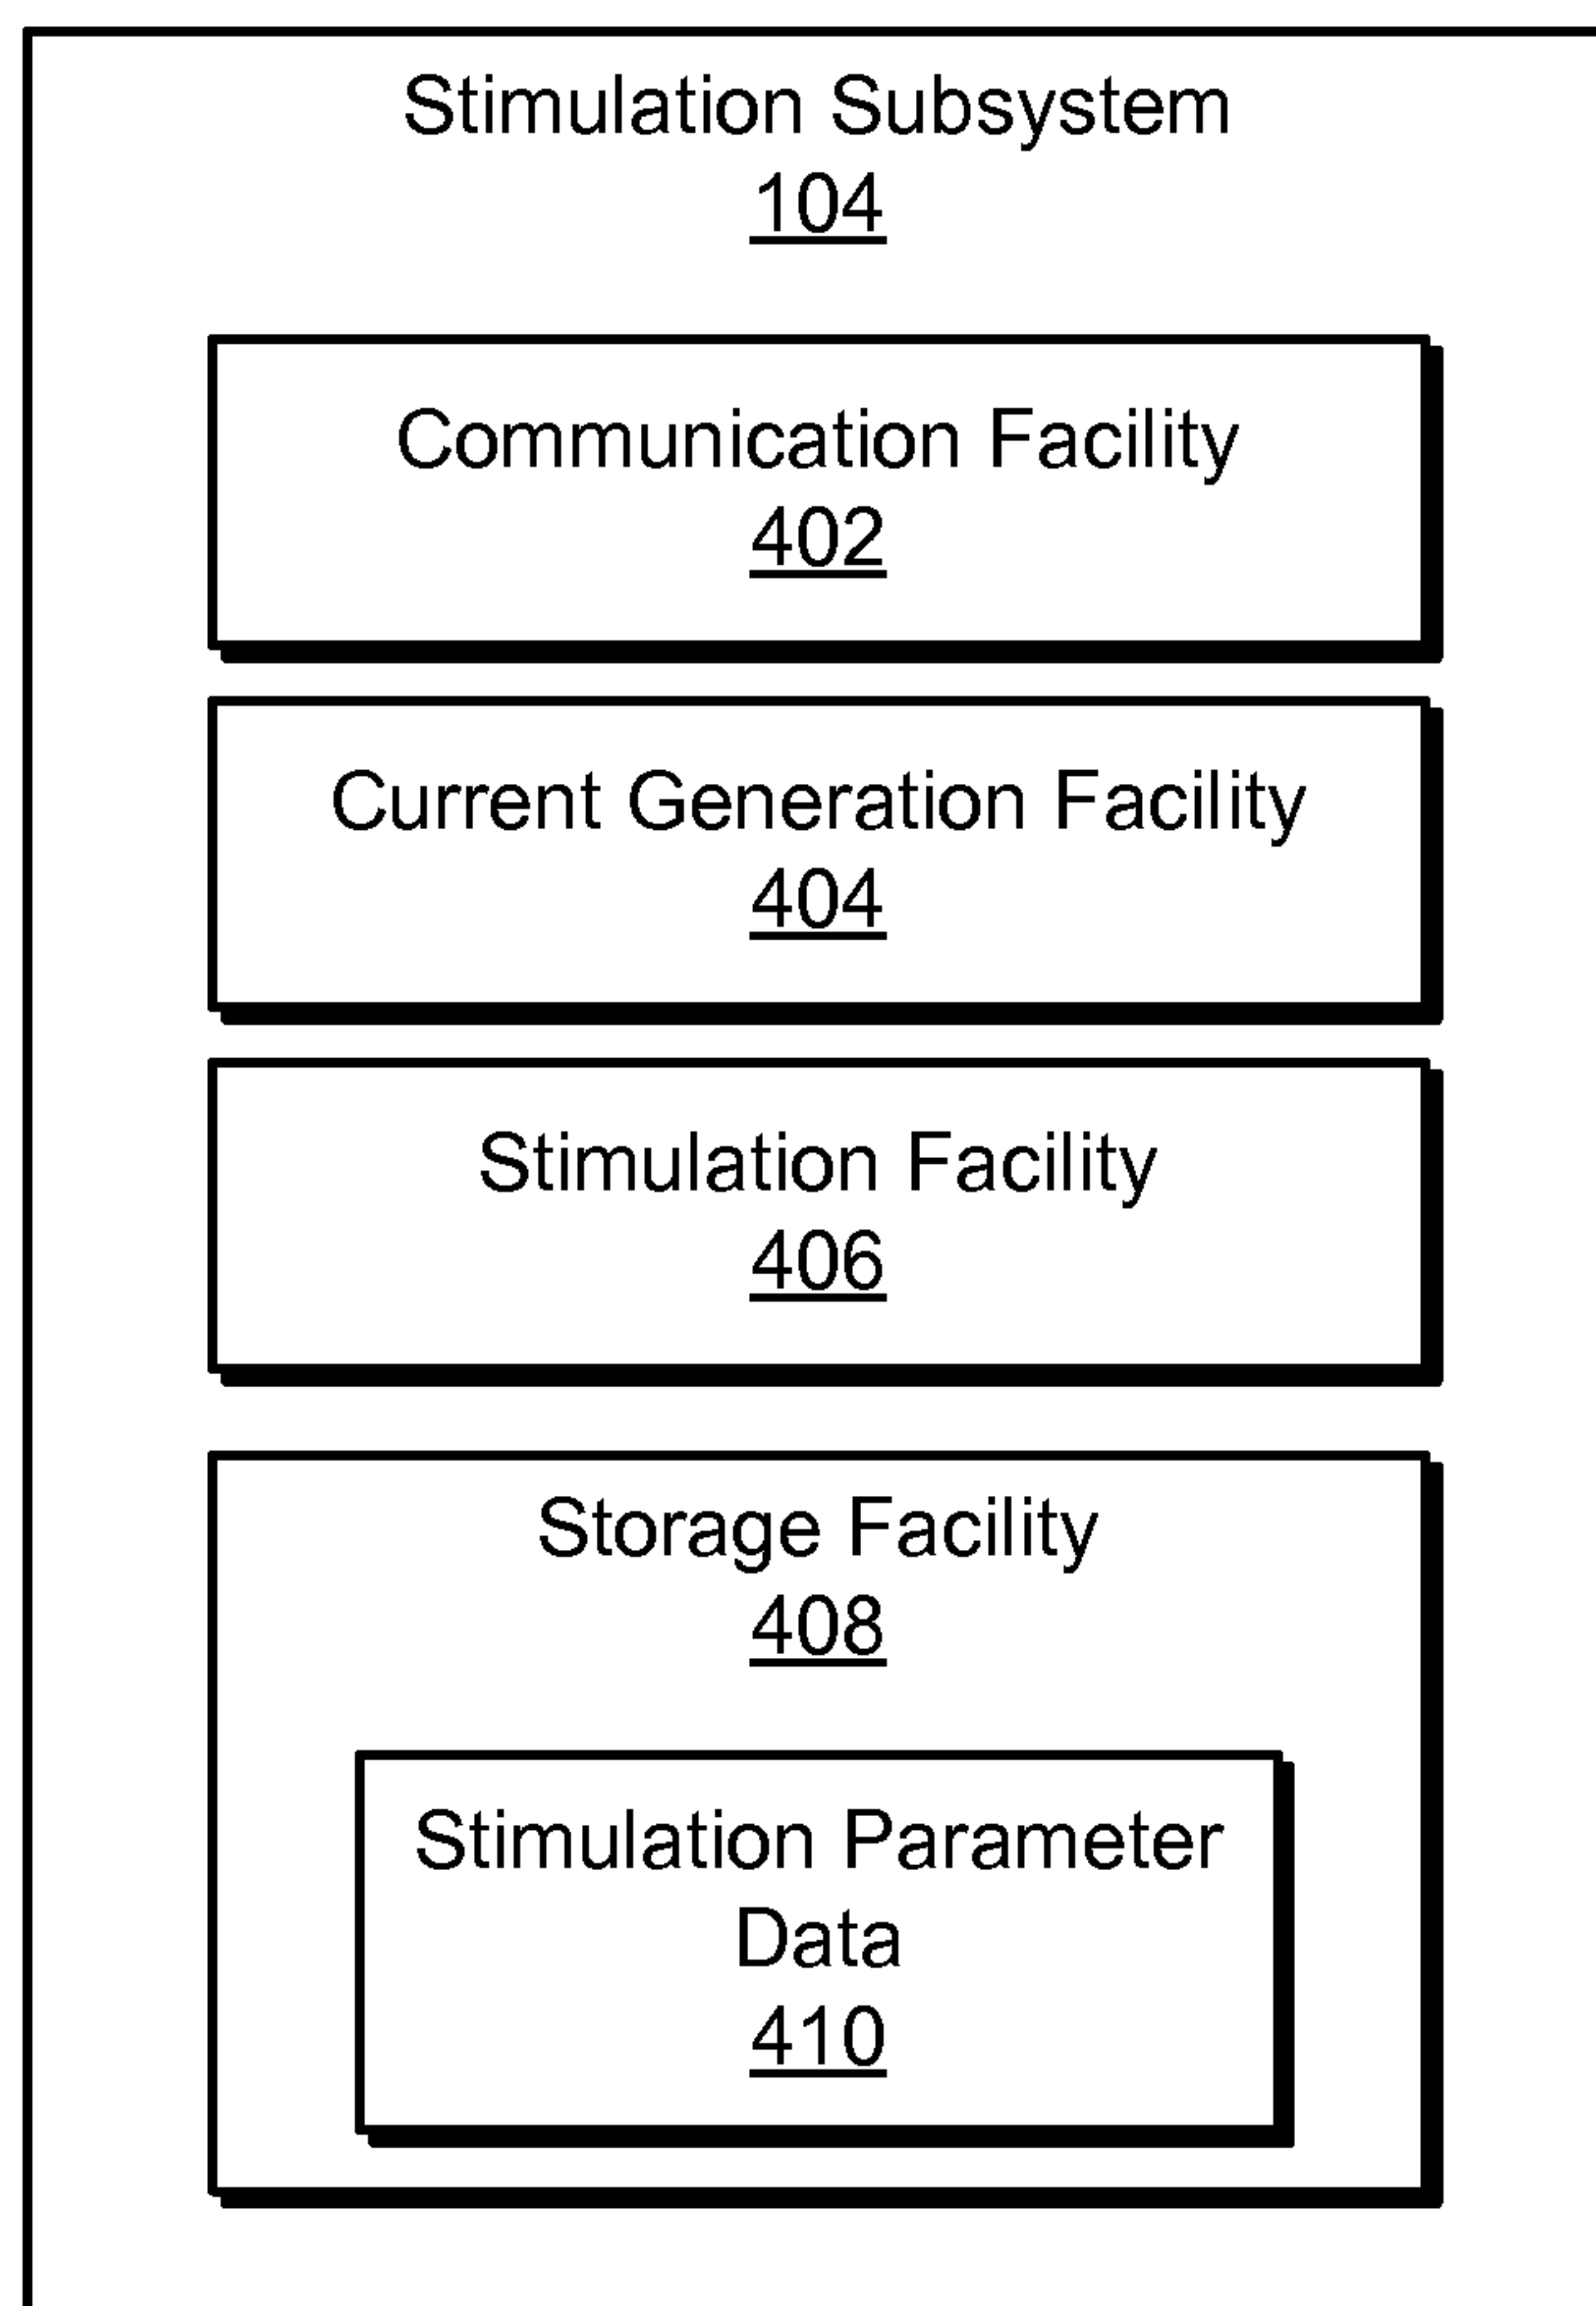 Stimulation Subsystem
104
Communication Facility
402
Current Generation Facility
404
Stimulation Facility
406
Storage Facility
408
Stimulation Parameter
Data
410